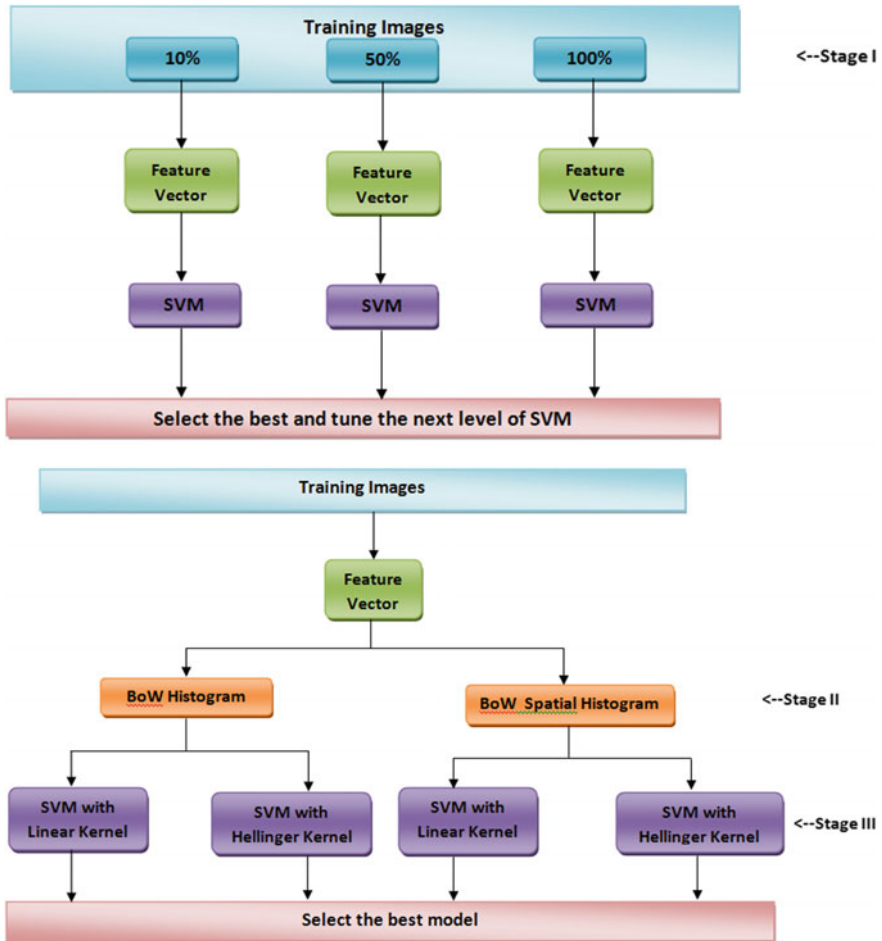 Training Images
10%
50%
100%
<--Stage I
Feature
Vector
Feature
Vector
Feature
Vector
SVM
SVM
SVM
Select the best and tune the next level of SVM
Training Images
Feature
Vector
BoW Histogram
BoW Spatial Histogram
<--Stage II
SVM with
Linear Kernel
SVM with
Hellinger Kernel
SVM with
Linear Kernel
SVM with
Hellinger Kernel
<--Stage III
Select the best model